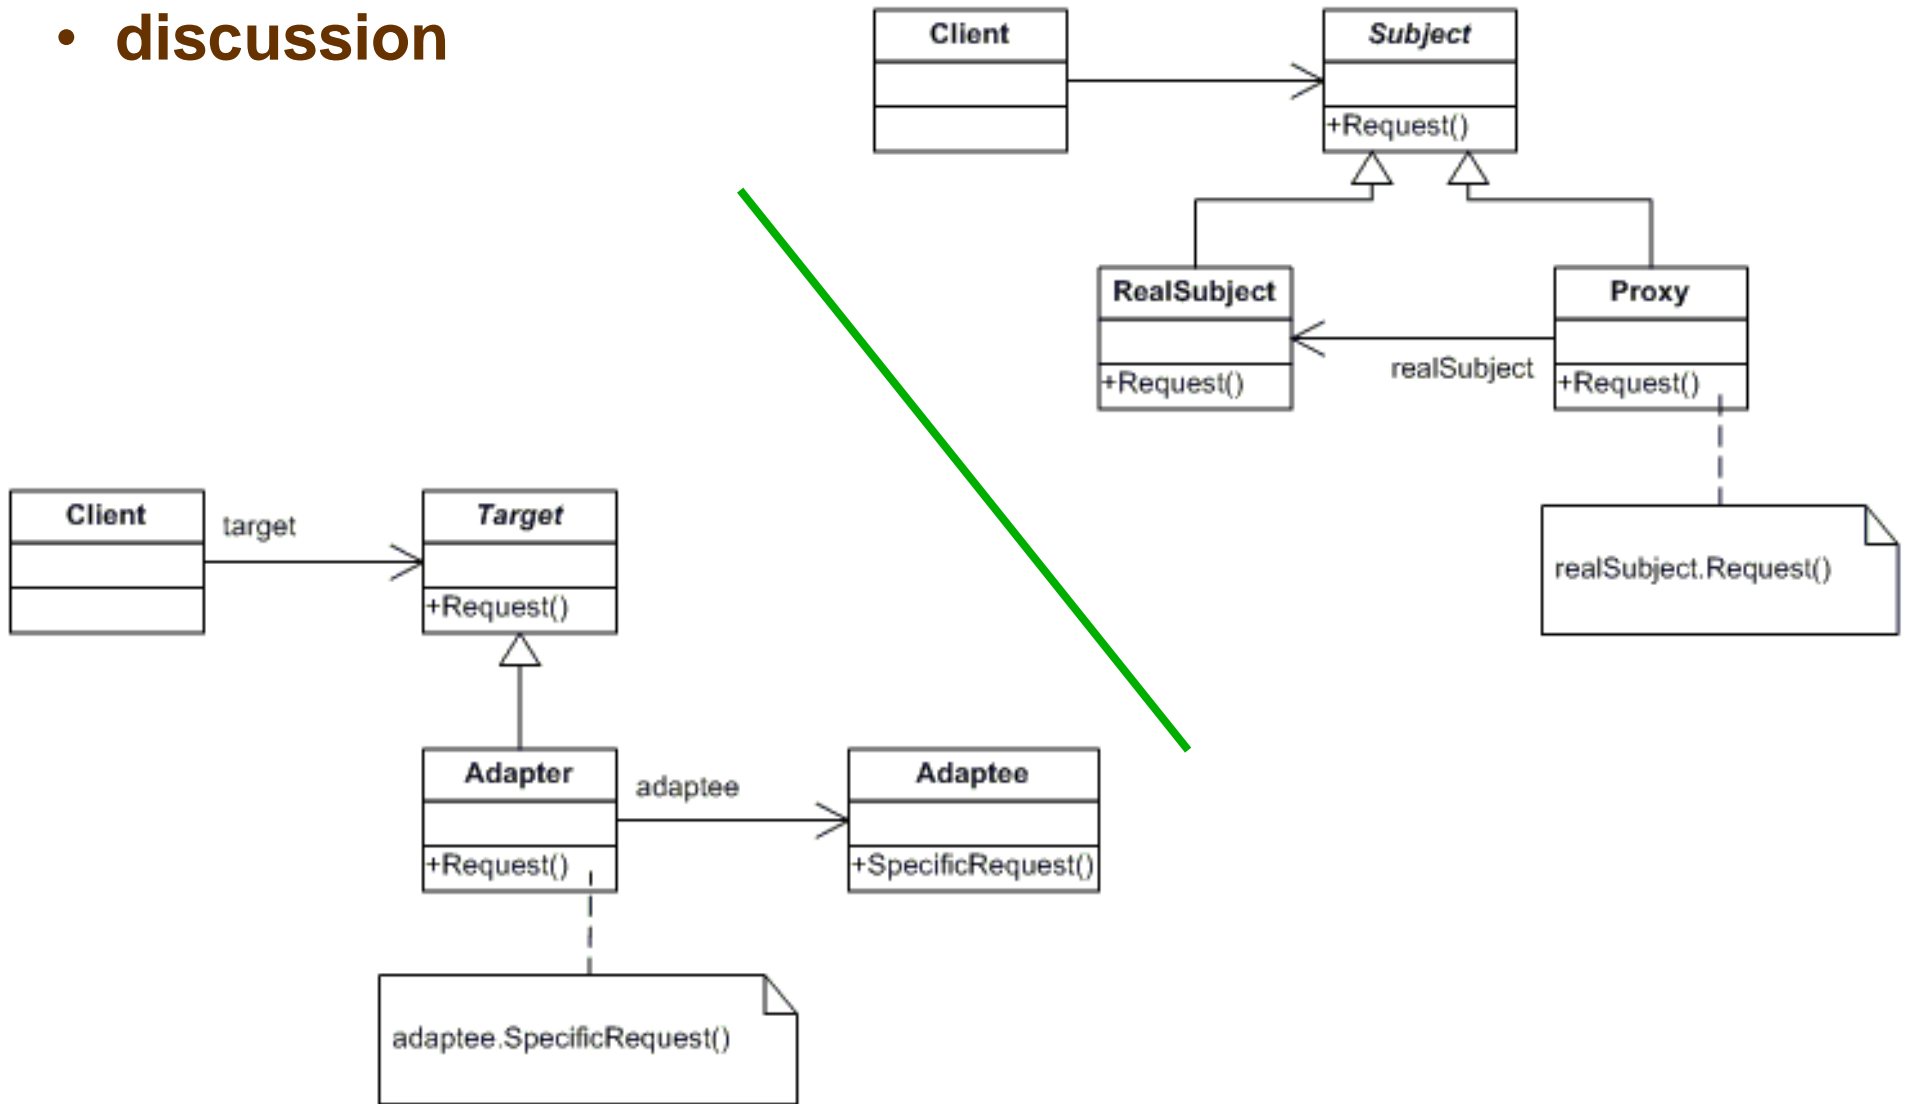 • discussion
Client
Subject
+Request()
RealSubject
+Request()
realSubject
Proxy
+Request()
realSubject.Request()
Client
target
Target
+Request()
Adapter
+Request()
adaptee
Adaptee
+SpecificRequest()
adaptee.SpecificRequest()